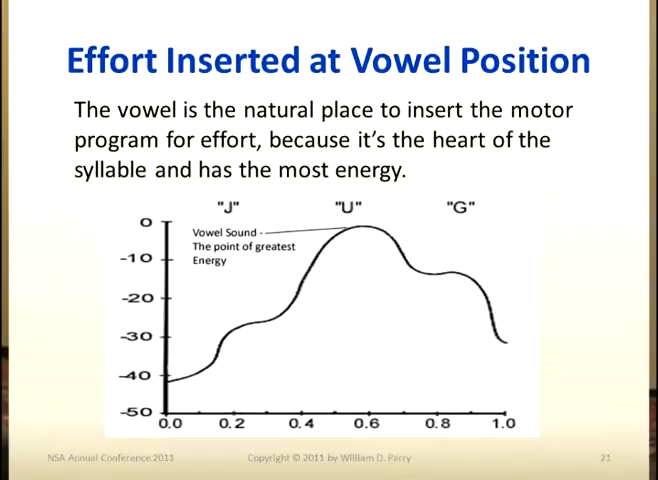 Effort Inserted at Vowel Position
The vowel is the natural place to insert the motor
program for effort, because it's the heart of the
syllable and has the most energy.
"J" "U" "G"
0
Vowel Sound -
The point of greatest
-10 Energy
-20
-30
-40
-50
0.0 0.2 0.4 0.6 0.8 1.0
NSA Annual Conference 2011 Copyright © 2011 by William D. Parry 21